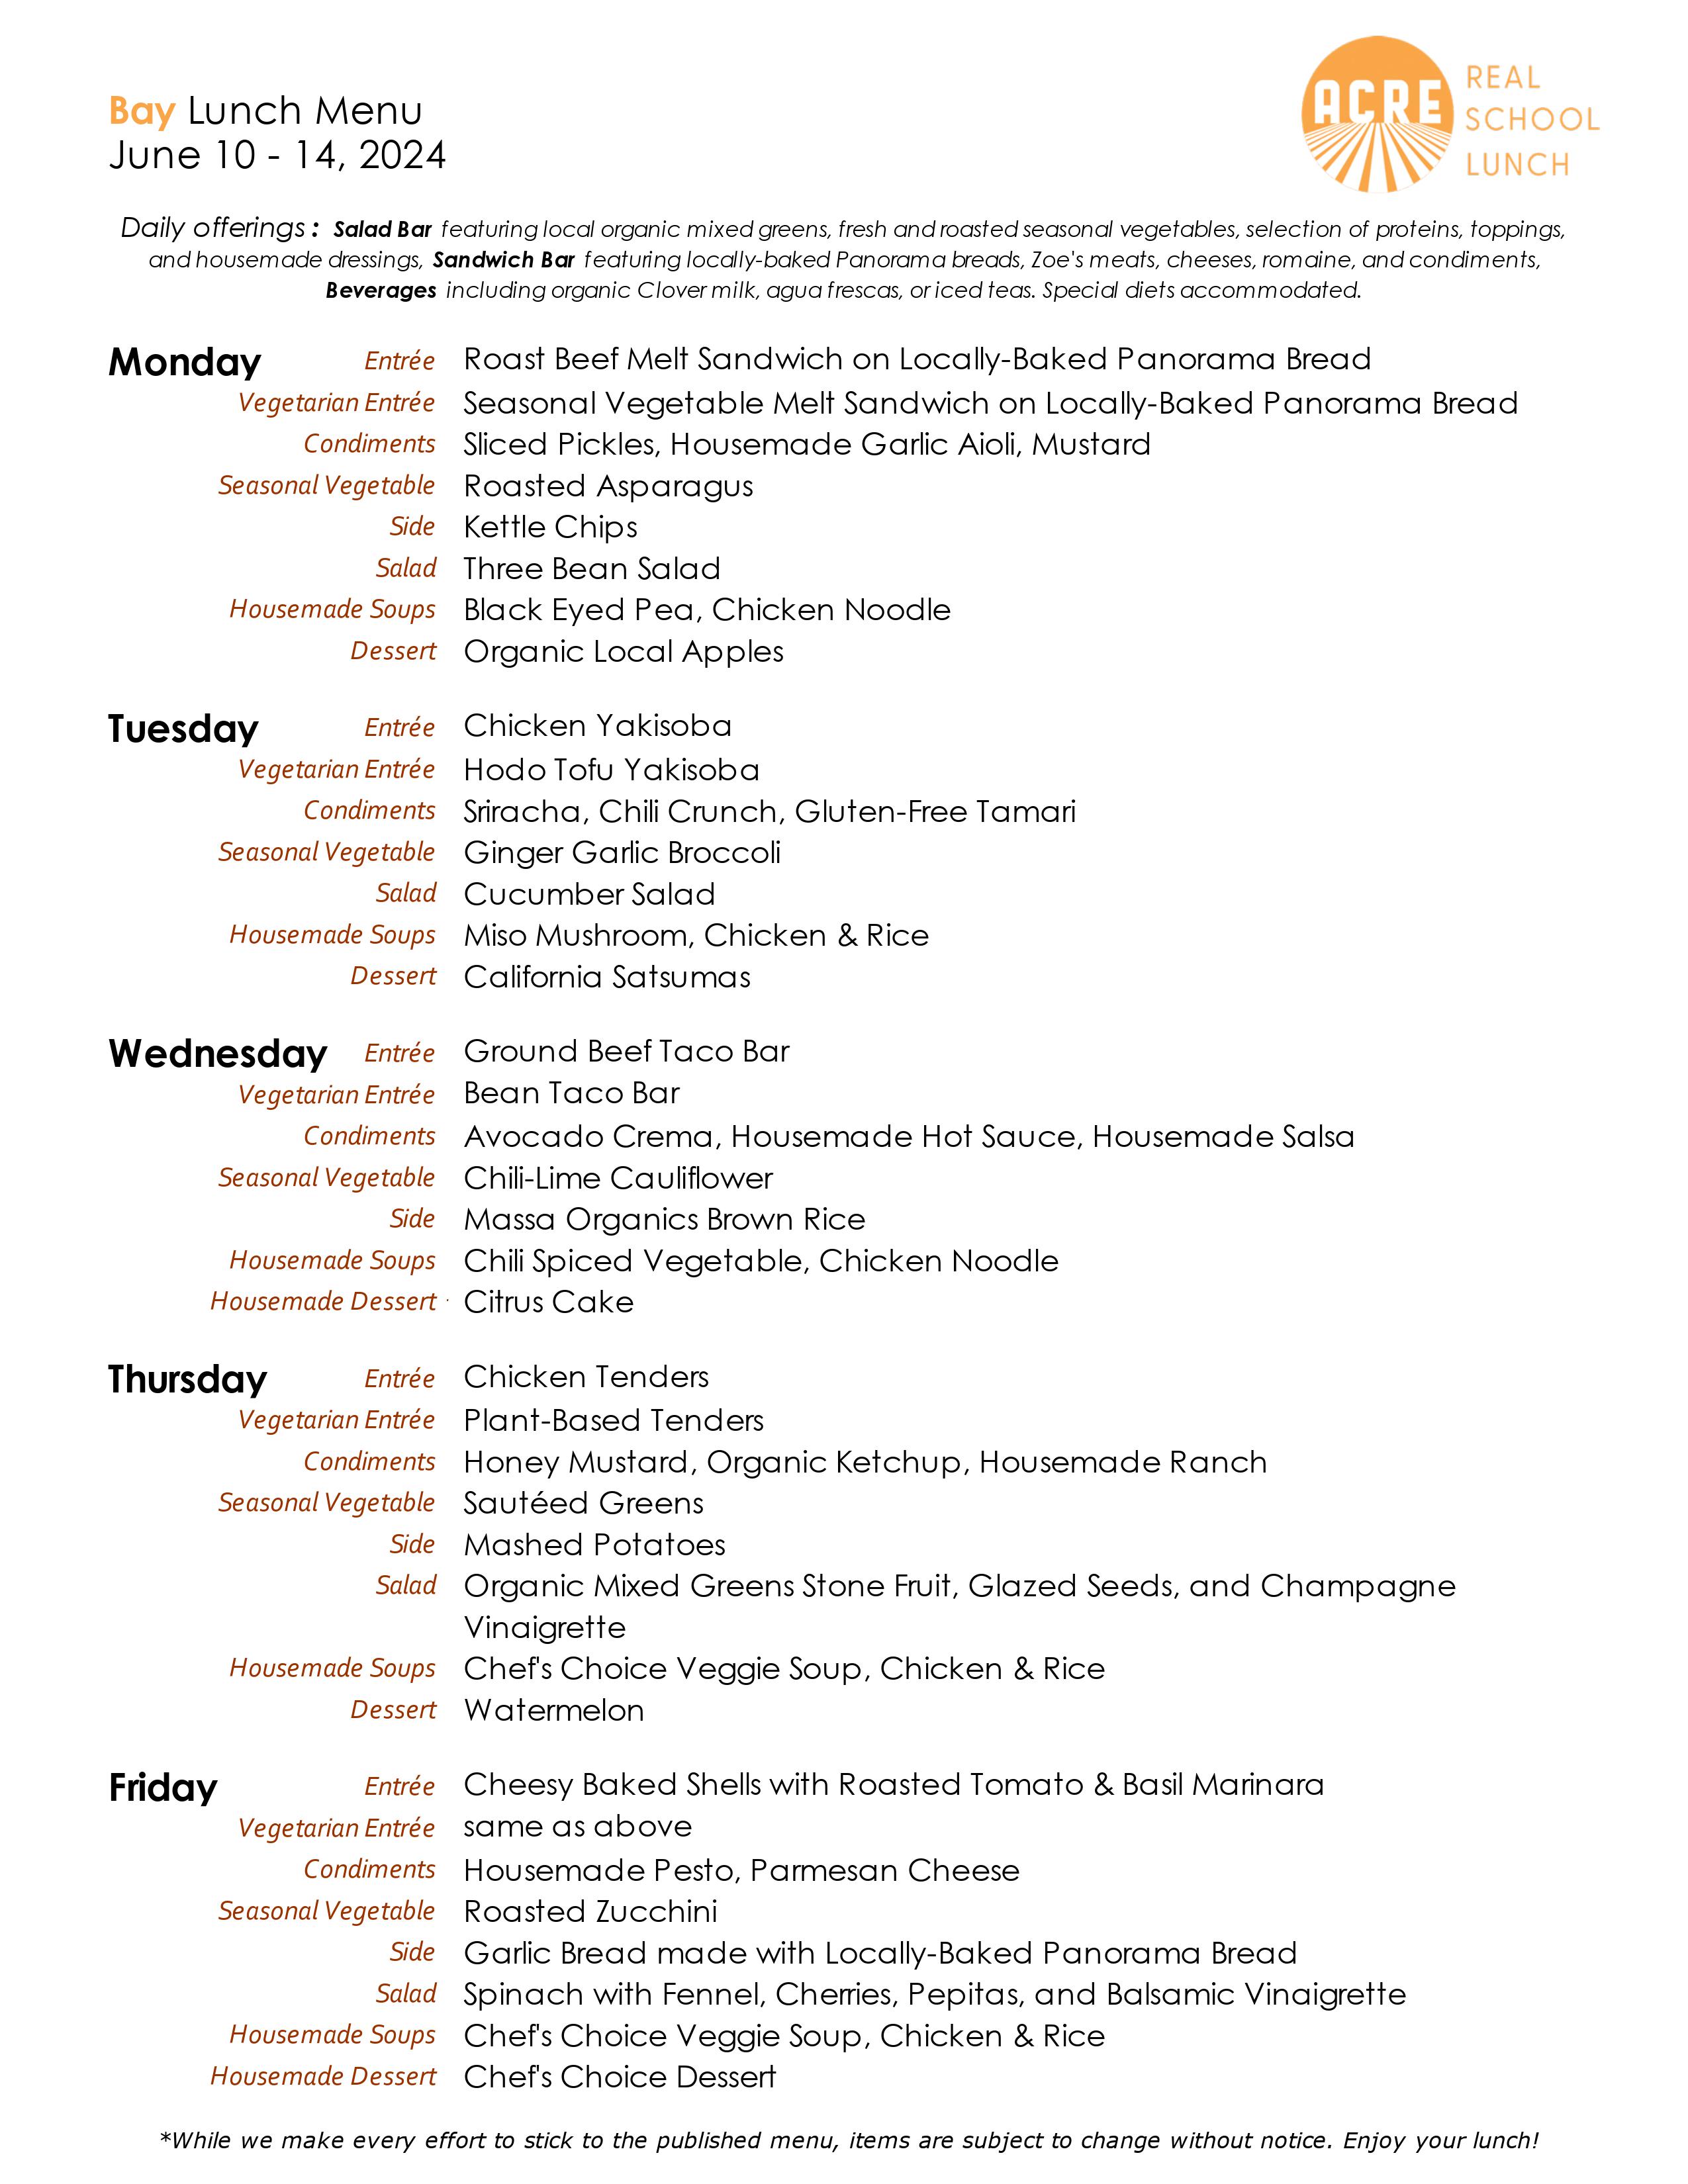 ACRE
REAL
SCHOOL
LUNCH
Bay Lunch Menu
June 10 - 14, 2024
Daily offerings : Salad Bar featuring local organic mixed greens, fresh and roasted seasonal vegetables, selection of proteins, toppings,
and housemade dressings, Sandwich Bar featuring locally-baked Panorama breads, Zoe's meats, cheeses, romaine, and condiments,
Beverages including organic Clover milk, agua frescas, or iced teas. Special diets accommodated.
Monday Entrée Roast Beef Melt Sandwich on Locally-Baked Panorama Bread
Vegetarian Entrée Seasonal Vegetable Melt Sandwich on Locally-Baked Panorama Bread
Condiments Sliced Pickles, Housemade Garlic Aioli, Mustard
Seasonal Vegetable Roasted Asparagus
Side Kettle Chips
Salad Three Bean Salad
Housemade Soups Black Eyed Pea, Chicken Noodle
Dessert Organic Local Apples
Tuesday Entrée Chicken Yakisoba
Vegetarian Entrée Hodo Tofu Yakisoba
Condiments Sriracha, Chili Crunch, Gluten-Free Tamari
Seasonal Vegetable Ginger Garlic Broccoli
Salad Cucumber Salad
Housemade Soups Miso Mushroom, Chicken & Rice
Dessert California Satsumas
Wednesday Entrée Ground Beef Taco Bar
Vegetarian Entrée Bean Taco Bar
Condiments Avocado Crema, Housemade Hot Sauce, Housemade Salsa
Seasonal Vegetable Chili-Lime Cauliflower
Side Massa Organics Brown Rice
Housemade Soups Chili Spiced Vegetable, Chicken Noodle
Housemade Dessert Citrus Cake
Thursday Entrée Chicken Tenders
Vegetarian Entrée Plant-Based Tenders
Condiments Honey Mustard, Organic Ketchup, Housemade Ranch
Seasonal Vegetable Sautéed Greens
Side Mashed Potatoes
Salad Organic Mixed Greens Stone Fruit, Glazed Seeds, and Champagne
Vinaigrette
Housemade Soups Chef's Choice Veggie Soup, Chicken & Rice
Dessert Watermelon
Friday Entrée Cheesy Baked Shells with Roasted Tomato & Basil Marinara
Vegetarian Entrée same as above
Condiments Housemade Pesto, Parmesan Cheese
Seasonal Vegetable Roasted Zucchini
Side Garlic Bread made with Locally-Baked Panorama Bread
Salad Spinach with Fennel, Cherries, Pepitas, and Balsamic Vinaigrette
Housemade Soups Chef's Choice Veggie Soup, Chicken & Rice
Housemade Dessert Chef's Choice Dessert
*While we make every effort to stick to the published menu, items are subject to change without notice. Enjoy your lunch!